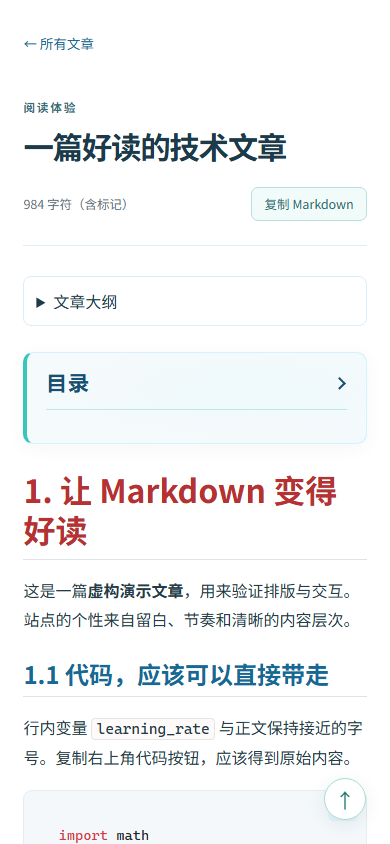 ← 所有文章
阅读体验
一篇好读的技术文章
984 字符（含标记）
复制 Markdown
▶ 文章大纲
目录
1. 让 Markdown 变得
好读
这是一篇虚构演示文章，用来验证排版与交互。
站点的个性来自留白、节奏和清晰的内容层次。
1.1 代码，应该可以直接带走
行内变量 learning_rate 与正文保持接近的字
号。复制右上角代码按钮，应该得到原始内容。
import math
↑